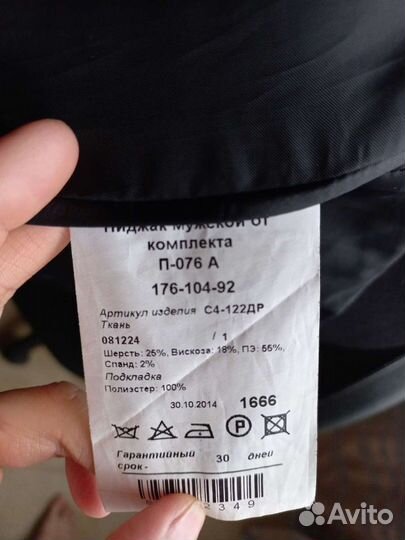 Пиджак мужской от
комплекта
П-076 А
176-104-92
Артикул изделия С4-122ДР
Ткань
081224 / 1
Шерсть: 25%, Вискоза: 18%, ПЭ: 55%,
Спанд: 2%
Подкладка
Полиэстер: 100%
30.10.2014 1666
P
Гарантийный 30 дней
срок-
2349
Avito